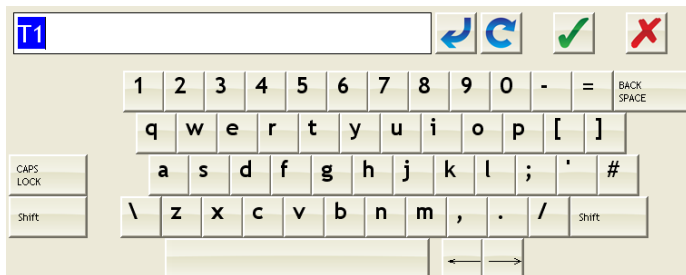 T1
1 2 3 4 5 6 7 8 9 0 - = BACK SPACE
q w e r t y u i o p [ ]
CAPS LOCK a s d f g h j k l ; ' #
Shift \ z x c v b n m , . / Shift